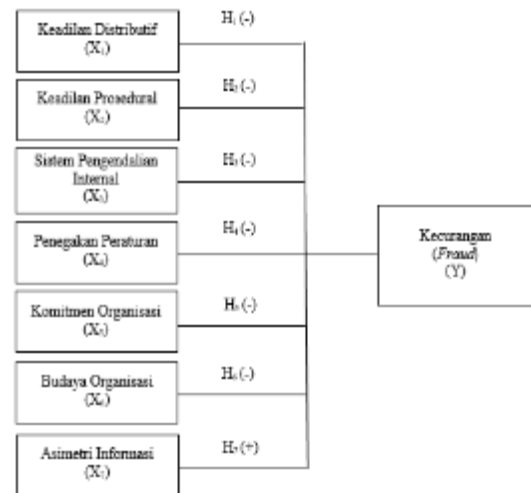 Keadilan Distributif
(X₁)
H₁ (-)
Keadilan Prosedural
(X₂)
H₂ (-)
Sistem Pengendalian
Internal
(X₃)
H₃ (-)
Penegakan Peraturan
(X₄)
H₄ (-)
Komitmen Organisasi
(X₅)
H₅ (-)
Budaya Organisasi
(X₆)
H₆ (-)
Asimetri Informasi
(X₇)
H₇ (+)
Kecurangan
(Fraud)
(Y)